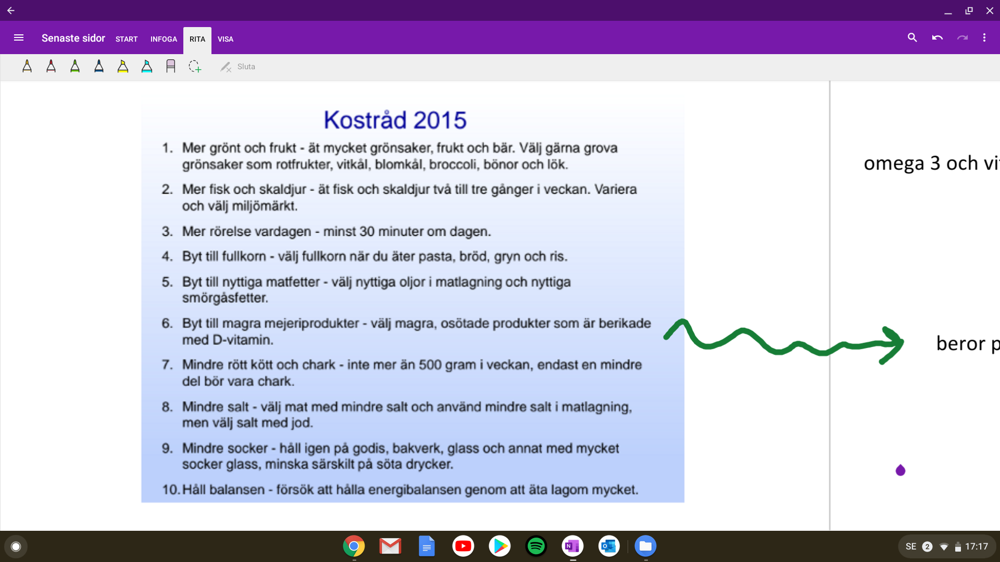 Senaste sidor START INFOGA RITA VISA
Sluta
Kostråd 2015
1. Mer grönt och frukt - ät mycket grönsaker, frukt och bär. Välj gärna grova
grönsaker som rotfrukter, vitkål, blomkål, broccoli, bönor och lök.
2. Mer fisk och skaldjur - ät fisk och skaldjur två till tre gånger i veckan. Variera
och välj miljömärkt.
3. Mer rörelse vardagen - minst 30 minuter om dagen.
4. Byt till fullkorn - välj fullkorn när du äter pasta, bröd, gryn och ris.
5. Byt till nyttiga matfetter - välj nyttiga oljor i matlagning och nyttiga
smörgåsfetter.
6. Byt till magra mejeriprodukter - välj magra, osötade produkter som är berikade
med D-vitamin.
7. Mindre rött kött och chark - inte mer än 500 gram i veckan, endast en mindre
del bör vara chark.
8. Mindre salt - välj mat med mindre salt och använd mindre salt i matlagning,
men välj salt med jod.
9. Mindre socker - håll igen på godis, bakverk, glass och annat med mycket
socker glass, minska särskilt på söta drycker.
10. Håll balansen - försök att hålla energibalansen genom att äta lagom mycket.
omega 3 och
beror
SE 2 17:17